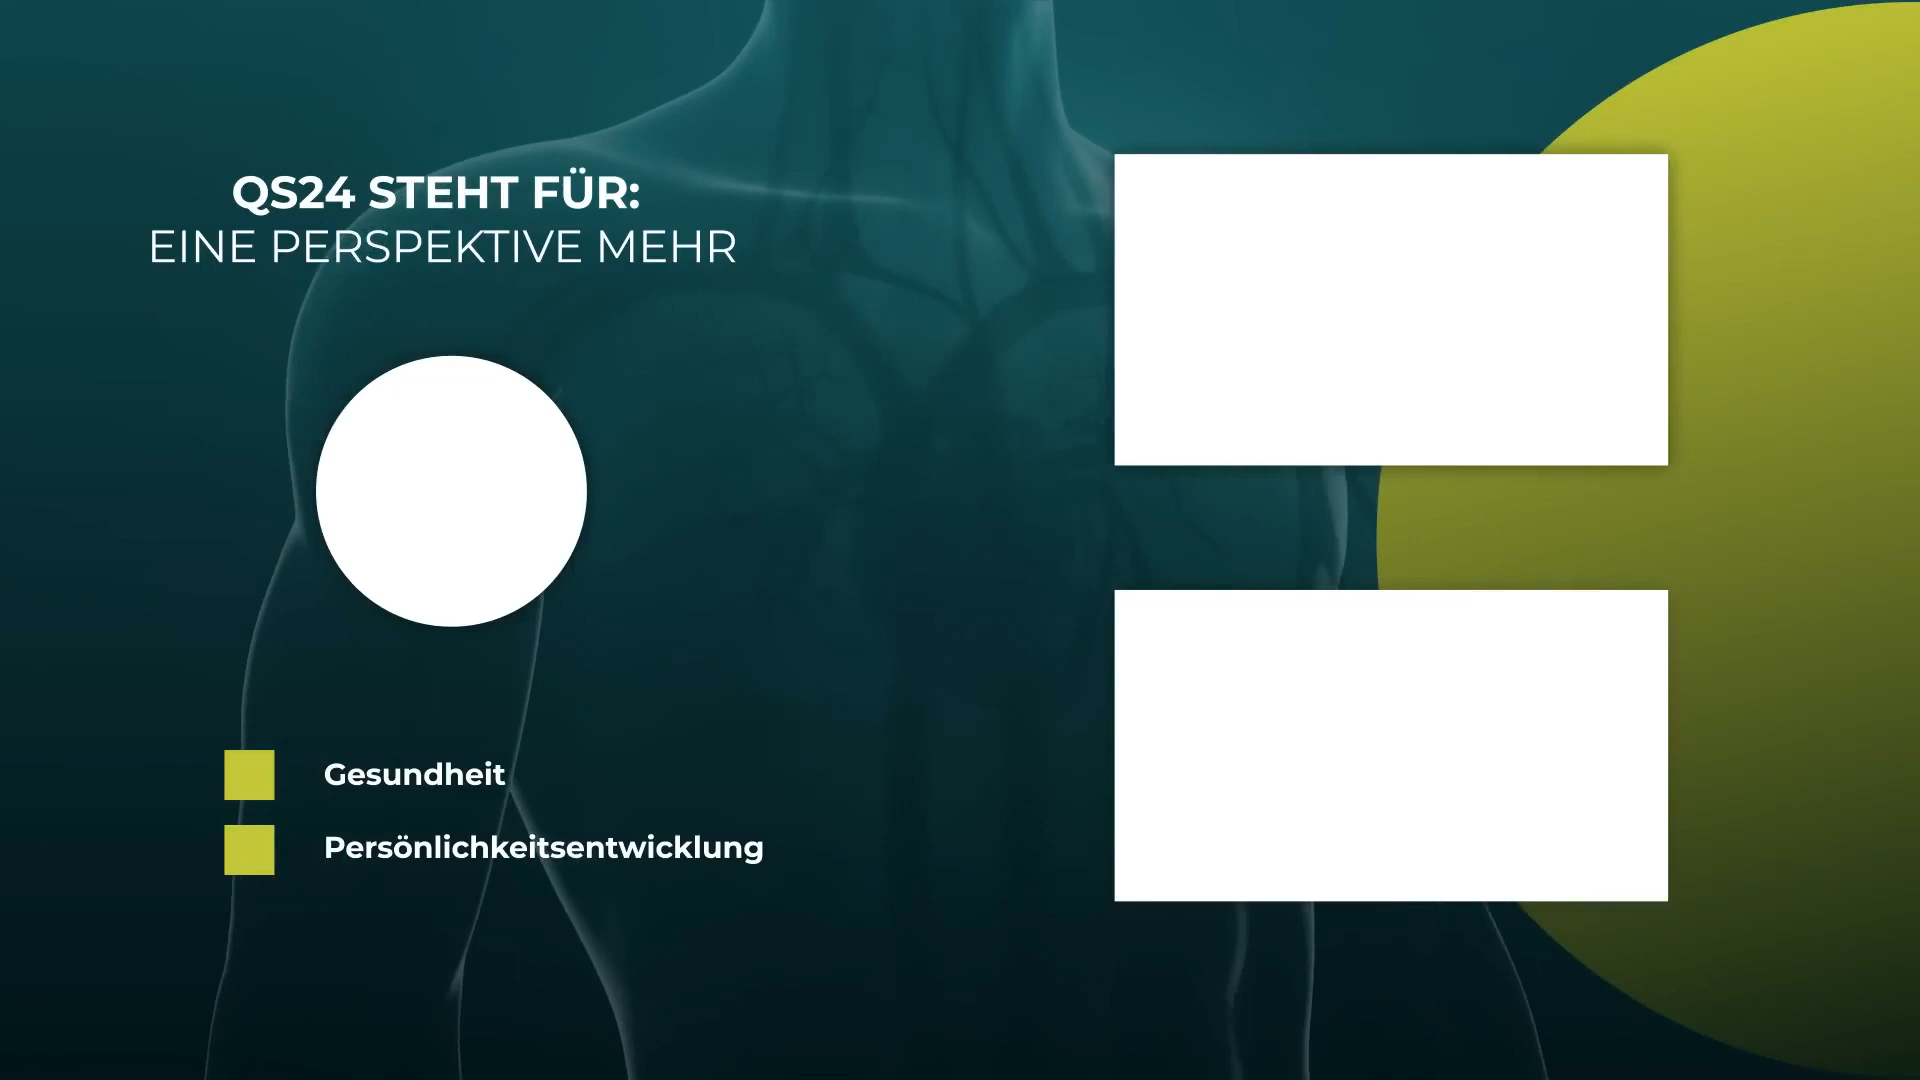 QS24 STEHT FÜR:
EINE PERSPEKTIVE MEHR
Gesundheit
Persönlichkeitsentwicklung